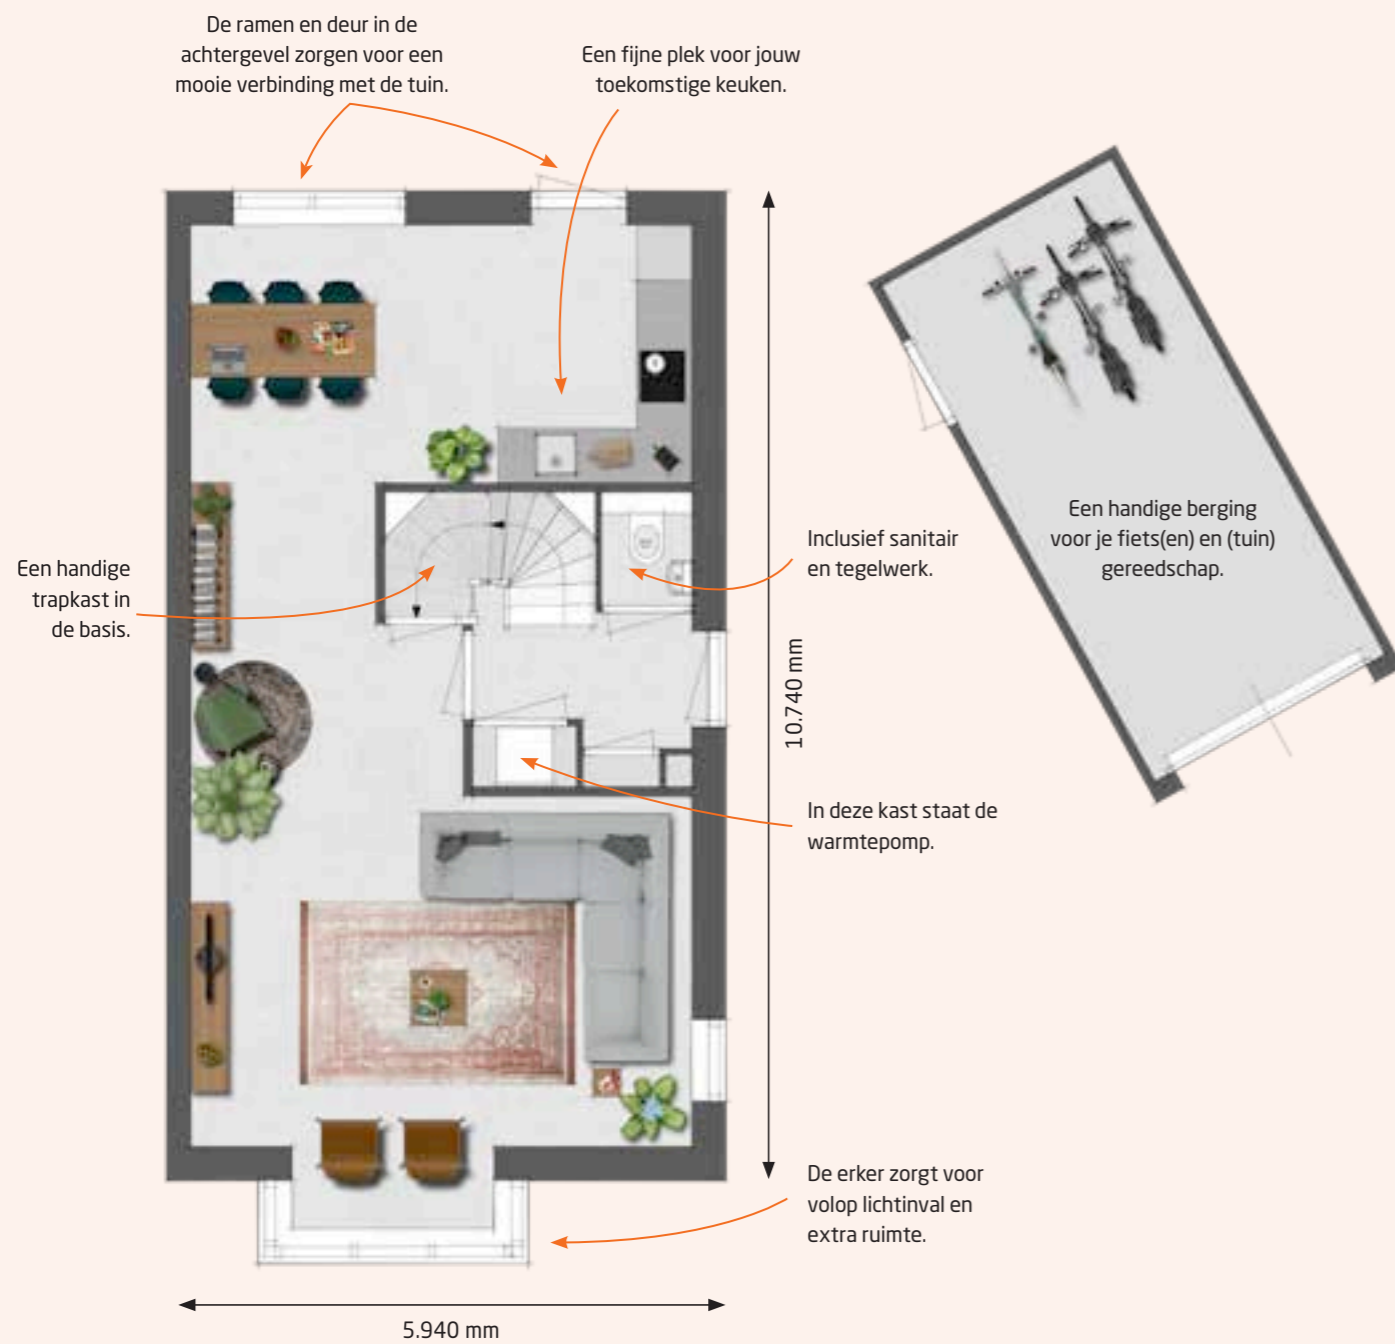 De ramen en deur in de
achtergevel zorgen voor een
mooie verbinding met de tuin.
Een fijne plek voor jouw
toekomstige keuken.
Een handige
trapkast in
de basis.
Inclusief sanitair
en tegelwerk.
Een handige berging
voor je fiets(en) en (tuin)
gereedschap.
10.740 mm
In deze kast staat de
warmtepomp.
De erker zorgt voor
volop lichtinval en
extra ruimte.
5.940 mm